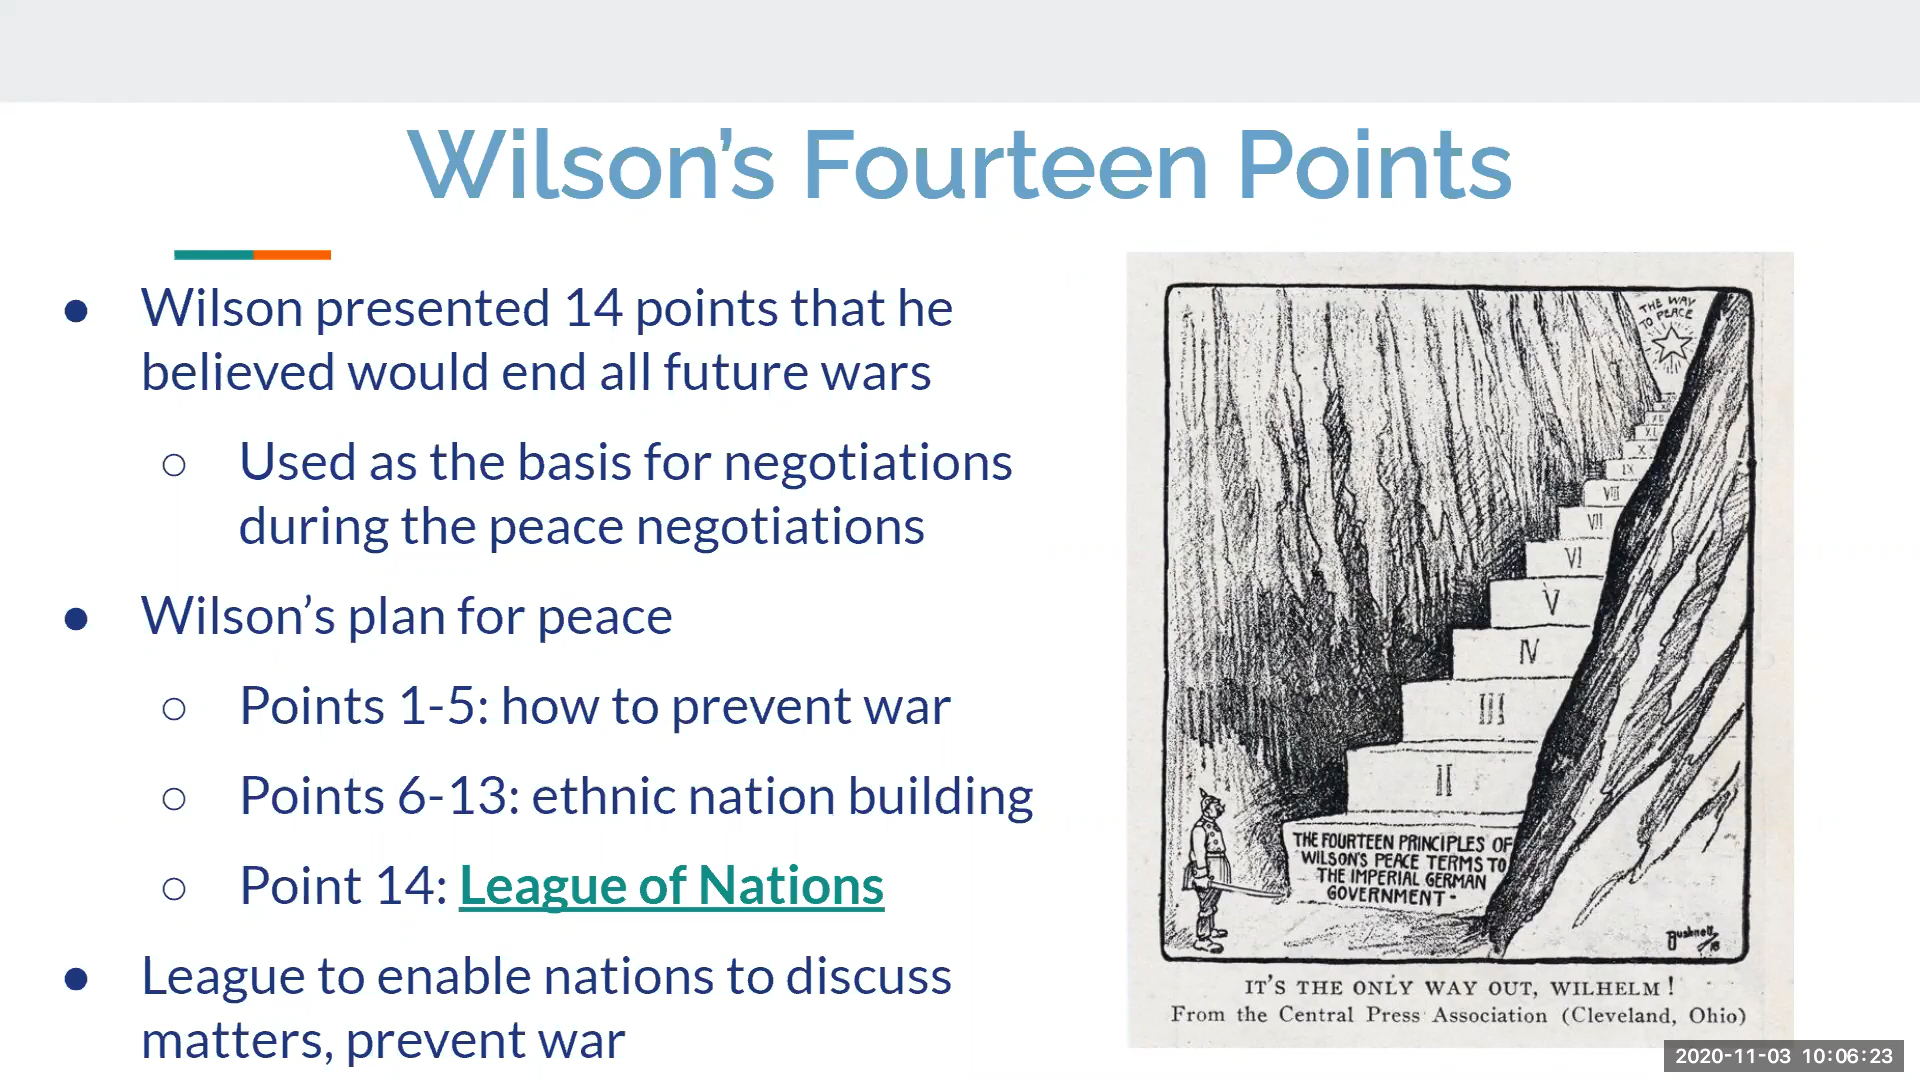 Wilson’s Fourteen Points
● Wilson presented 14 points that he
believed would end all future wars
○ Used as the basis for negotiations
during the peace negotiations
● Wilson’s plan for peace
○ Points 1-5: how to prevent war
○ Points 6-13: ethnic nation building
○ Point 14: League of Nations
● League to enable nations to discuss
matters, prevent war
THE WAY
TO PEACE
X
IX
VIII
VII
VI
V
IV
III
II
THE FOURTEEN PRINCIPLES OF
WILSON'S PEACE TERMS TO
THE IMPERIAL GERMAN
GOVERNMENT-
Bushnell
18
IT'S THE ONLY WAY OUT, WILHELM!
From the Central Press Association (Cleveland, Ohio)
2020-11-03 10:06:23